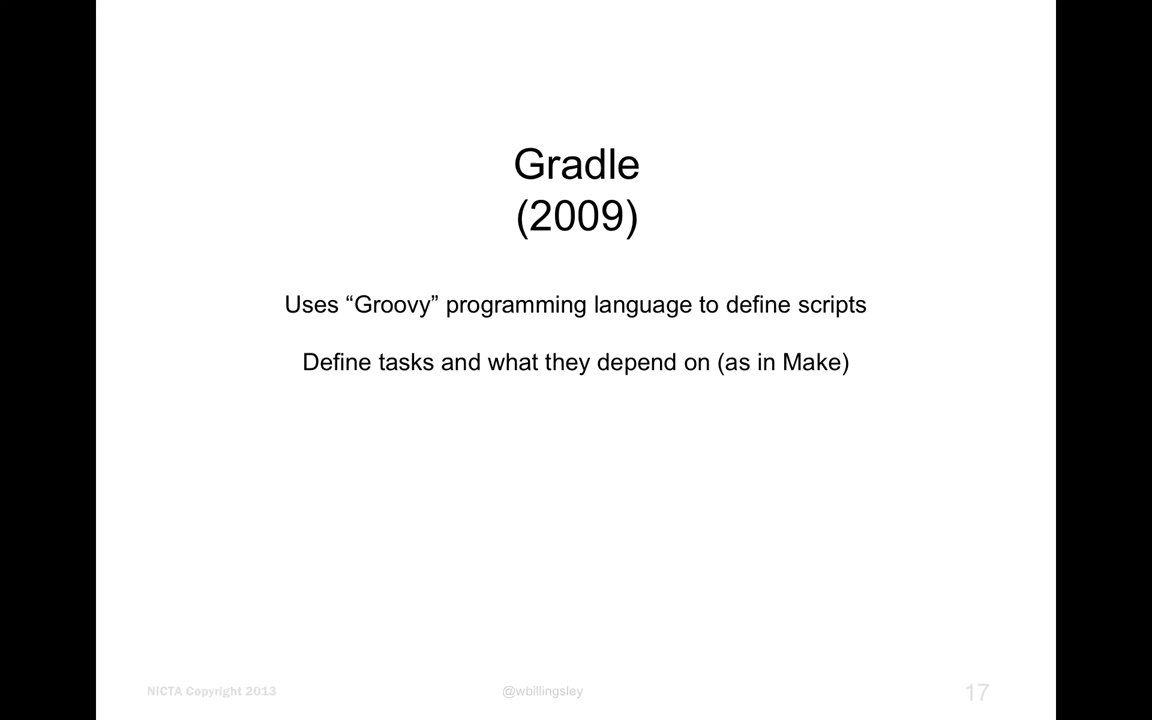 Gradle
(2009)
Uses “Groovy” programming language to define scripts
Define tasks and what they depend on (as in Make)
NICTA Copyright 2013
@wbillingsley
17